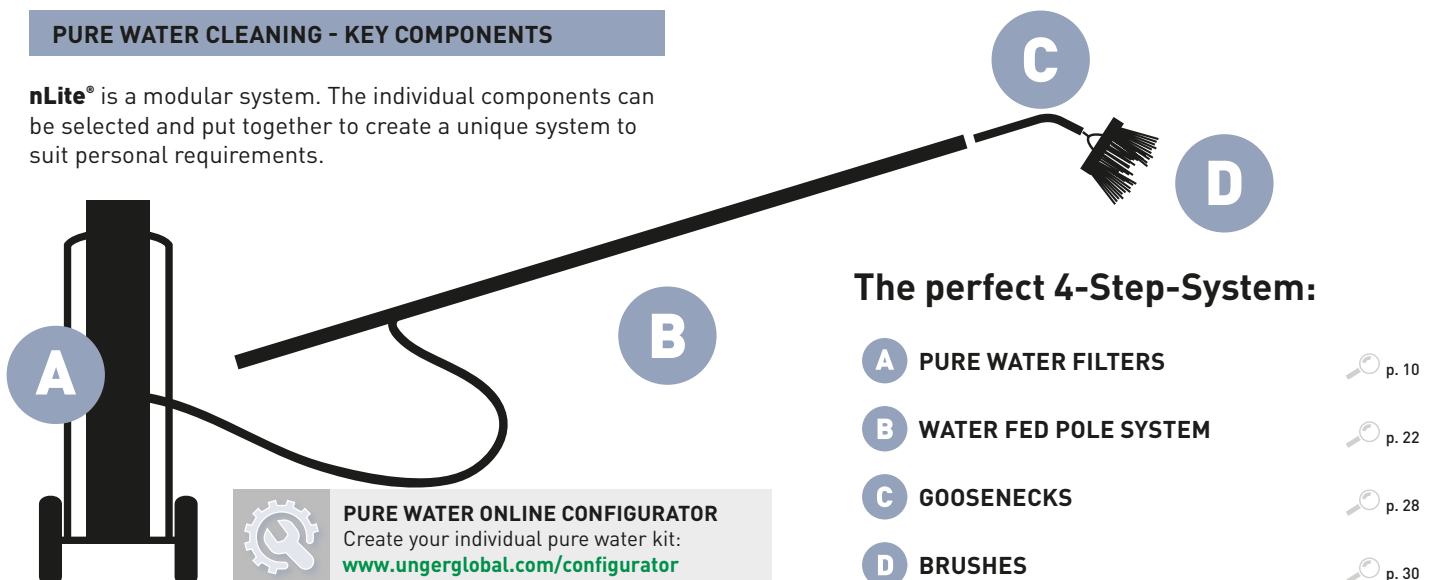 PURE WATER CLEANING - KEY COMPONENTS
nLite® is a modular system. The individual components can
be selected and put together to create a unique system to
suit personal requirements.
C
D
A
B
The perfect 4-Step-System:
A PURE WATER FILTERS p. 10
B WATER FED POLE SYSTEM p. 22
C GOOSENECKS p. 28
D BRUSHES p. 30
PURE WATER ONLINE CONFIGURATOR
Create your individual pure water kit:
www.ungerglobal.com/configurator